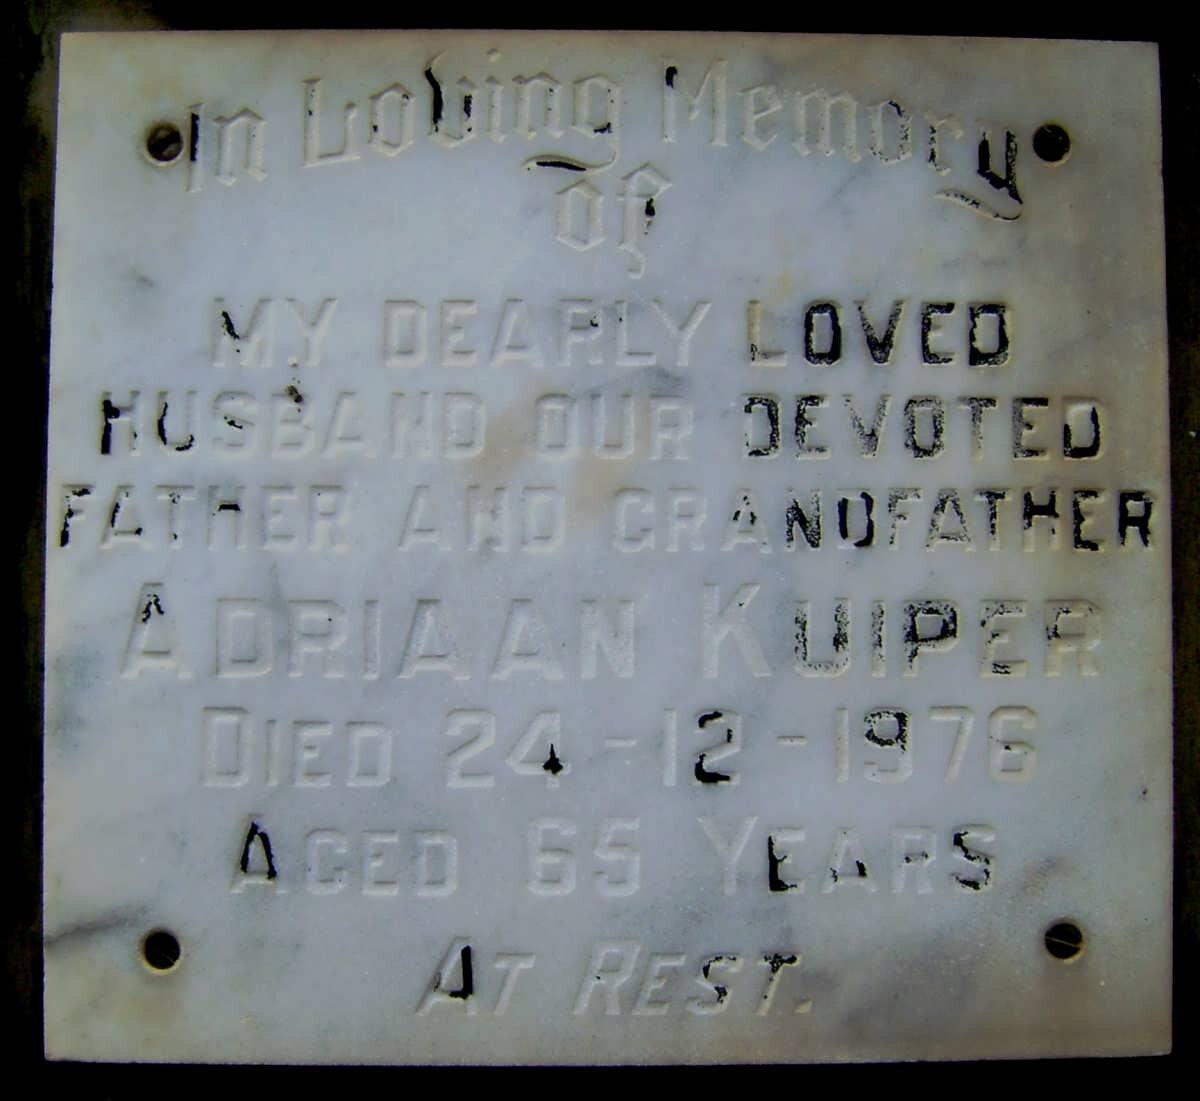 In Loving Memory
of
MY DEARLY LOVED
HUSBAND OUR DEVOTED
FATHER AND GRANDFATHER
ADRIAAN KUIPER
DIED 24-12-1976
AGED 65 YEARS
AT REST.